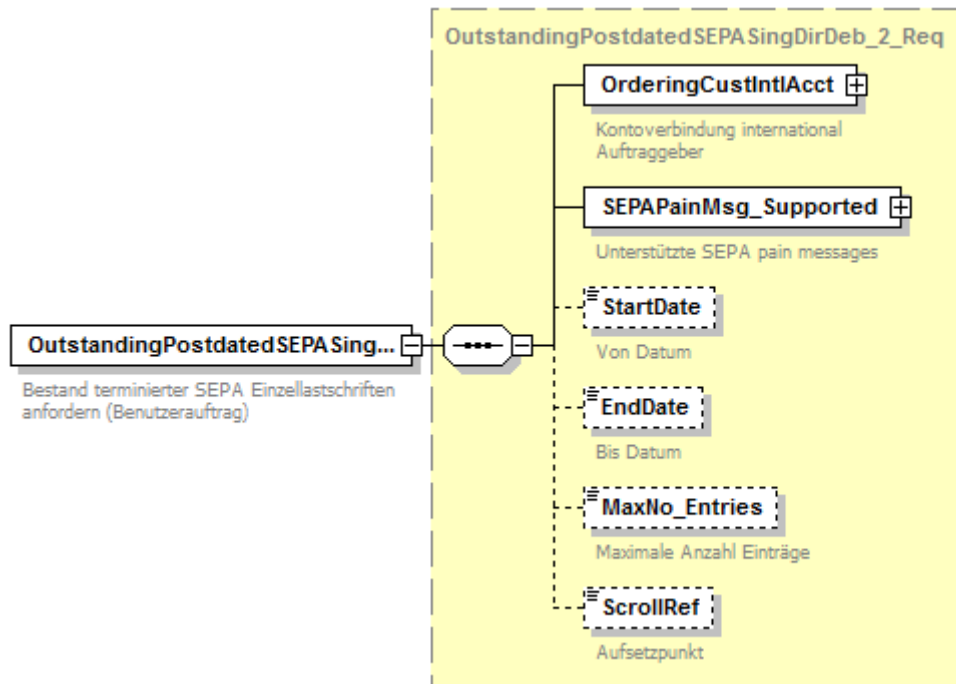 OutstandingPostdatedSEPASingDirDeb_2_Req
OrderingCustIntlAcct
Kontoverbindung international
Auftraggeber
SEPAPainMsg_Supported
Unterstützte SEPA pain messages
StartDate
Von Datum
OutstandingPostdatedSEPASing...
Bestand terminierter SEPA Einzellastschriften
anfordern (Benutzerauftrag)
EndDate
Bis Datum
MaxNo_Entries
Maximale Anzahl Einträge
ScrollRef
Aufsetzpunkt